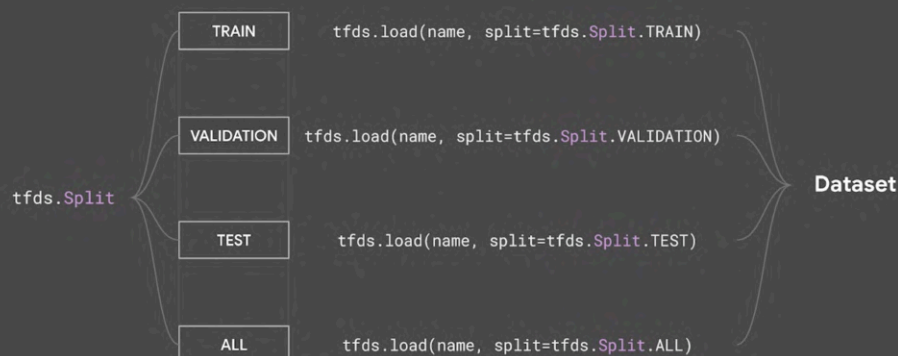 TRAIN tfds.load(name, split=tfds.Split.TRAIN)
VALIDATION tfds.load(name, split=tfds.Split.VALIDATION)
tfds.Split
Dataset
TEST tfds.load(name, split=tfds.Split.TEST)
ALL tfds.load(name, split=tfds.Split.ALL)